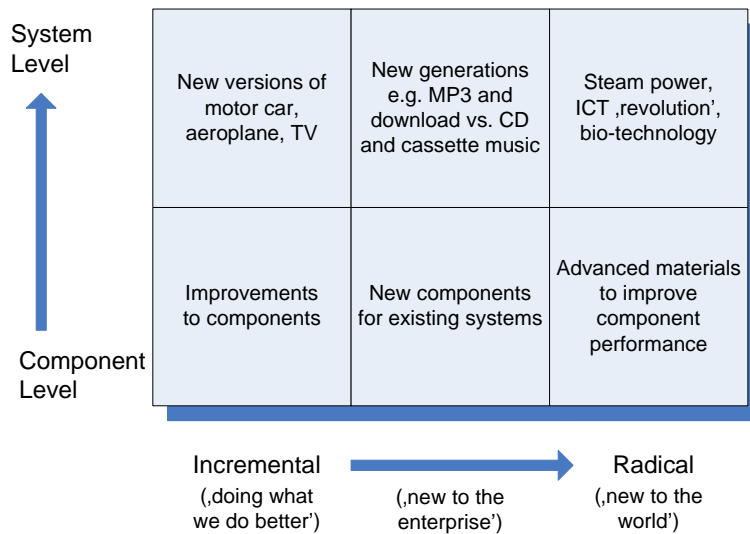 System
Level
New versions of
motor car,
aeroplane, TV
New generations
e.g. MP3 and
download vs. CD
and cassette music
Steam power,
ICT ‚revolution’,
bio-technology
Improvements
to components
New components
for existing systems
Advanced materials
to improve
component
performance
Component
Level
Incremental
(‚doing what
we do better’)
(‚new to the
enterprise’)
Radical
(‚new to the
world’)